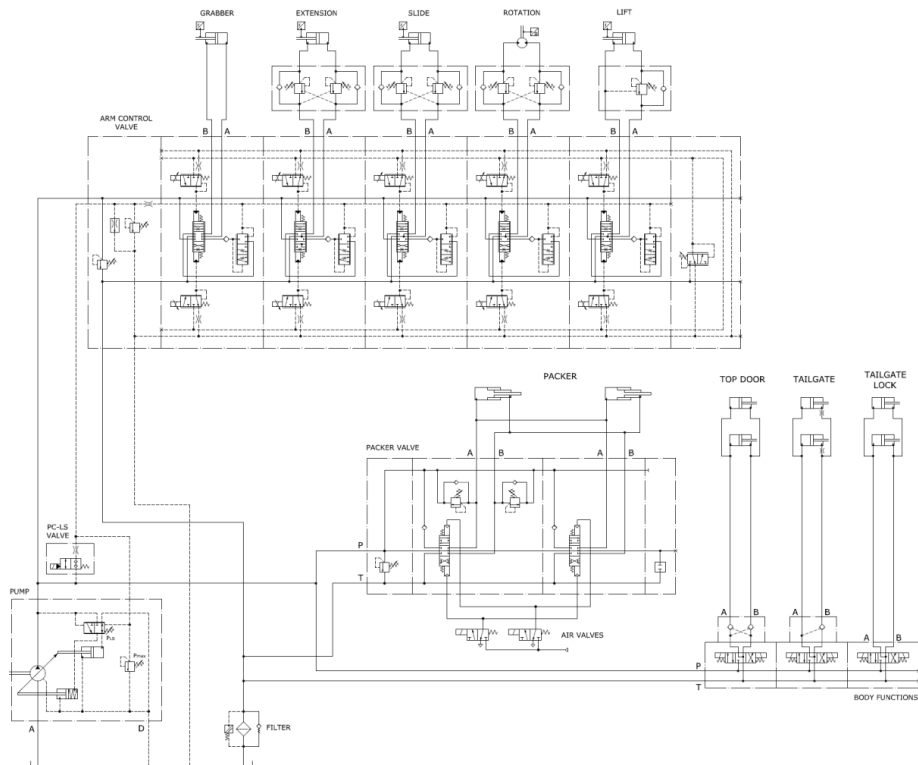 GRABBER EXTENSION SLIDE ROTATION LIFT
ARM CONTROL
VALVE
B A B A B A B A B A
PACKER
TOP DOOR TAILGATE TAILGATE
LOCK
PACKER VALVE
A B A B
PC-LS
VALVE
P
T
PUMP
PLS
Pmax
AIR VALVES
A B A B A B
P
T
BODY FUNCTIONS
A D
FILTER